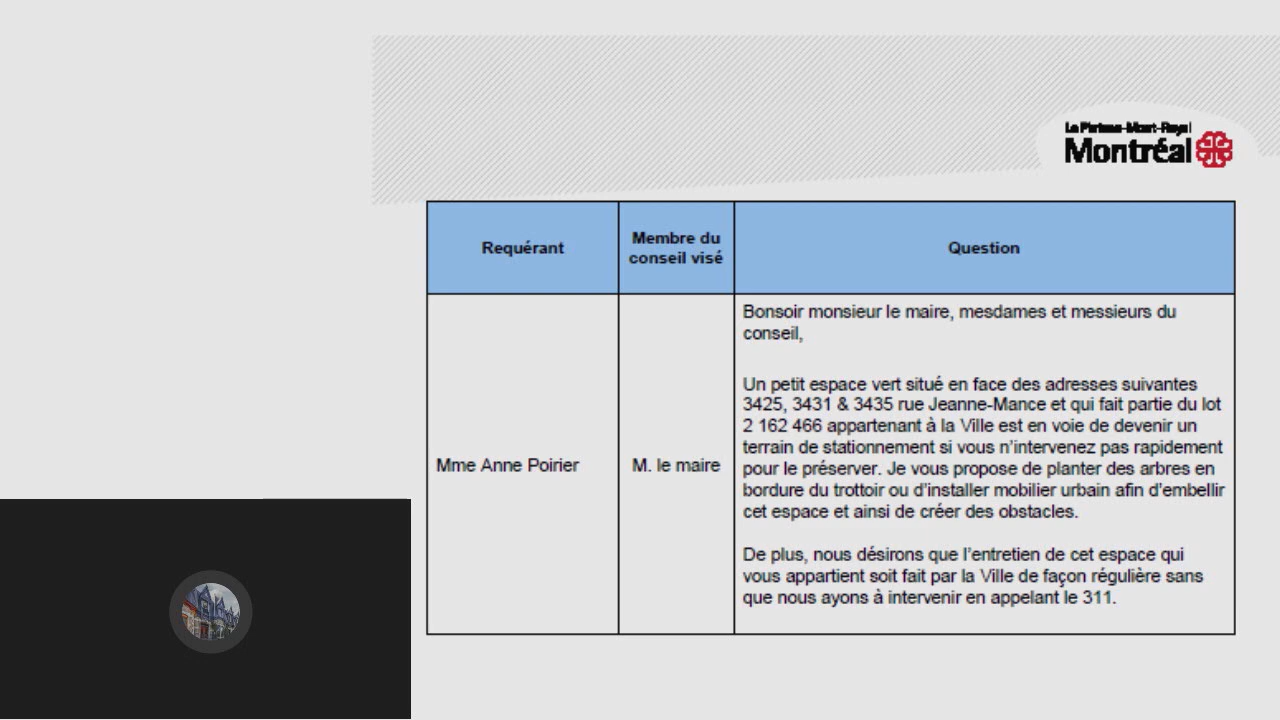 Le Plateau-Mont-Royal
Montréal
Requérant
Membre du
conseil visé
Question
Mme Anne Poirier
M. le maire
Bonsoir monsieur le maire, mesdames et messieurs du
conseil,
Un petit espace vert situé en face des adresses suivantes
3425, 3431 & 3435 rue Jeanne-Mance et qui fait partie du lot
2 162 466 appartenant à la Ville est en voie de devenir un
terrain de stationnement si vous n'intervenez pas rapidement
pour le préserver. Je vous propose de planter des arbres en
bordure du trottoir ou d'installer mobilier urbain afin d'embellir
cet espace et ainsi de créer des obstacles.
De plus, nous désirons que l'entretien de cet espace qui
vous appartient soit fait par la Ville de façon régulière sans
que nous ayons à intervenir en appelant le 311.